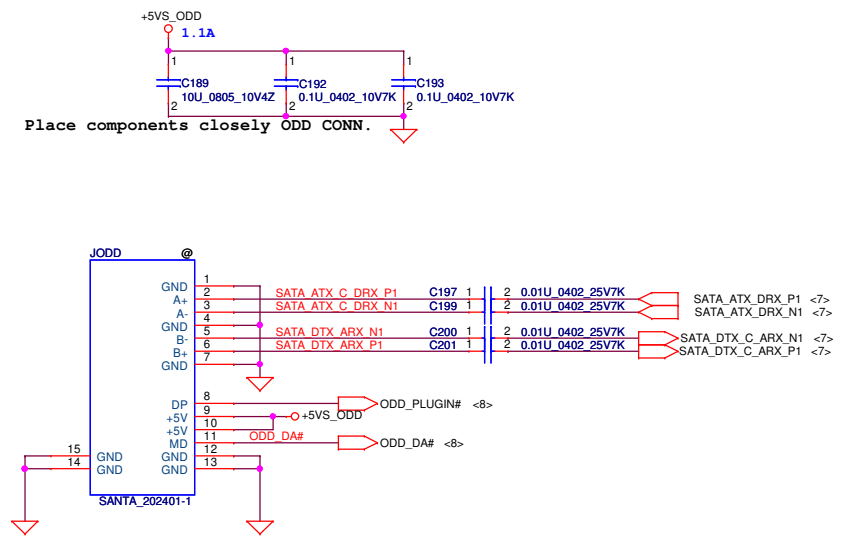 +5VS_ODD
1.1A
1 1 1
C189 C192 C193
10U_0805_10V4Z 0.1U_0402_10V7K 0.1U_0402_10V7K
2 2 2
Place components closely ODD CONN.
JODD @
GND 1
A+ 2 SATA_ATX_C_DRX_P1 C197 1 2 0.01U_0402_25V7K SATA_ATX_DRX_P1 <7>
A- 3 SATA_ATX_C_DRX_N1 C199 1 2 0.01U_0402_25V7K SATA_ATX_DRX_N1 <7>
GND 4
B- 5 SATA_DTX_ARX_N1 C200 1 2 0.01U_0402_25V7K SATA_DTX_C_ARX_N1 <7>
B+ 6 SATA_DTX_ARX_P1 C201 1 2 0.01U_0402_25V7K SATA_DTX_C_ARX_P1 <7>
GND 7
DP 8 ODD_PLUGIN# <8>
+5V 9 +5VS_ODD
+5V 10
MD 11 ODD_DA# ODD_DA# <8>
15 GND GND 12
14 GND GND 13
SANTA_202401-1